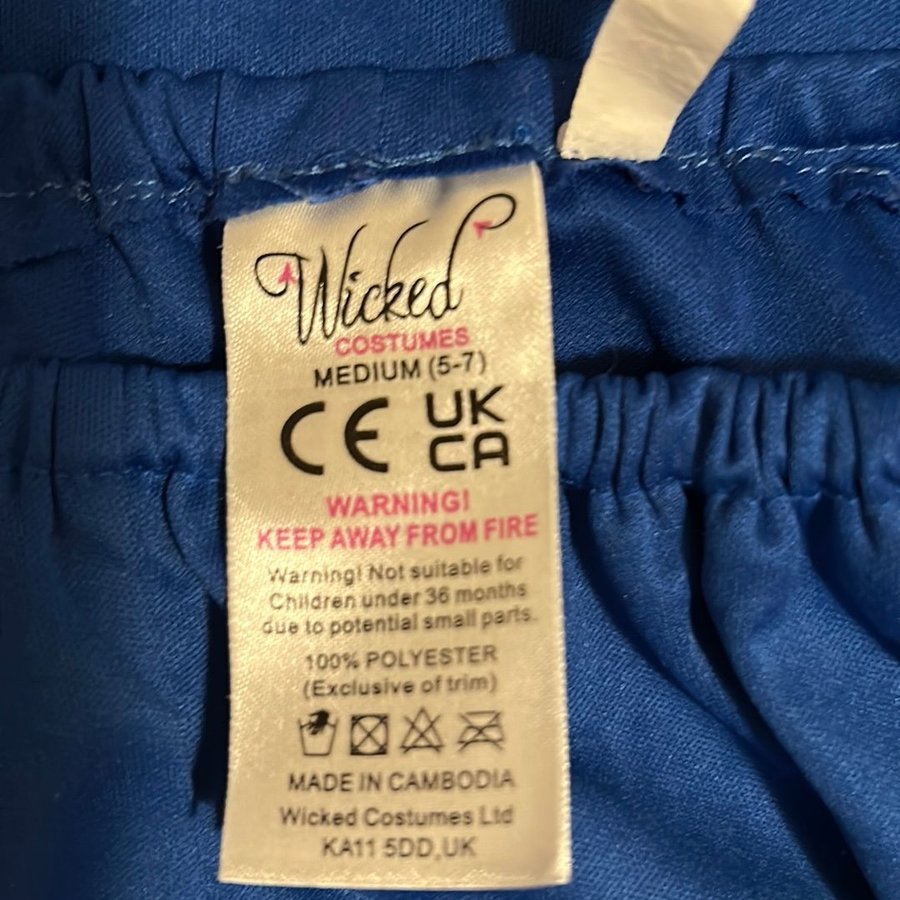 Wicked
COSTUMES
MEDIUM (5-7)
CE UK
CA
WARNING!
KEEP AWAY FROM FIRE
Warning! Not suitable for
Children under 36 months
due to potential small parts.
100% POLYESTER
(Exclusive of trim)
MADE IN CAMBODIA
Wicked Costumes Ltd
KA11 5DD,UK